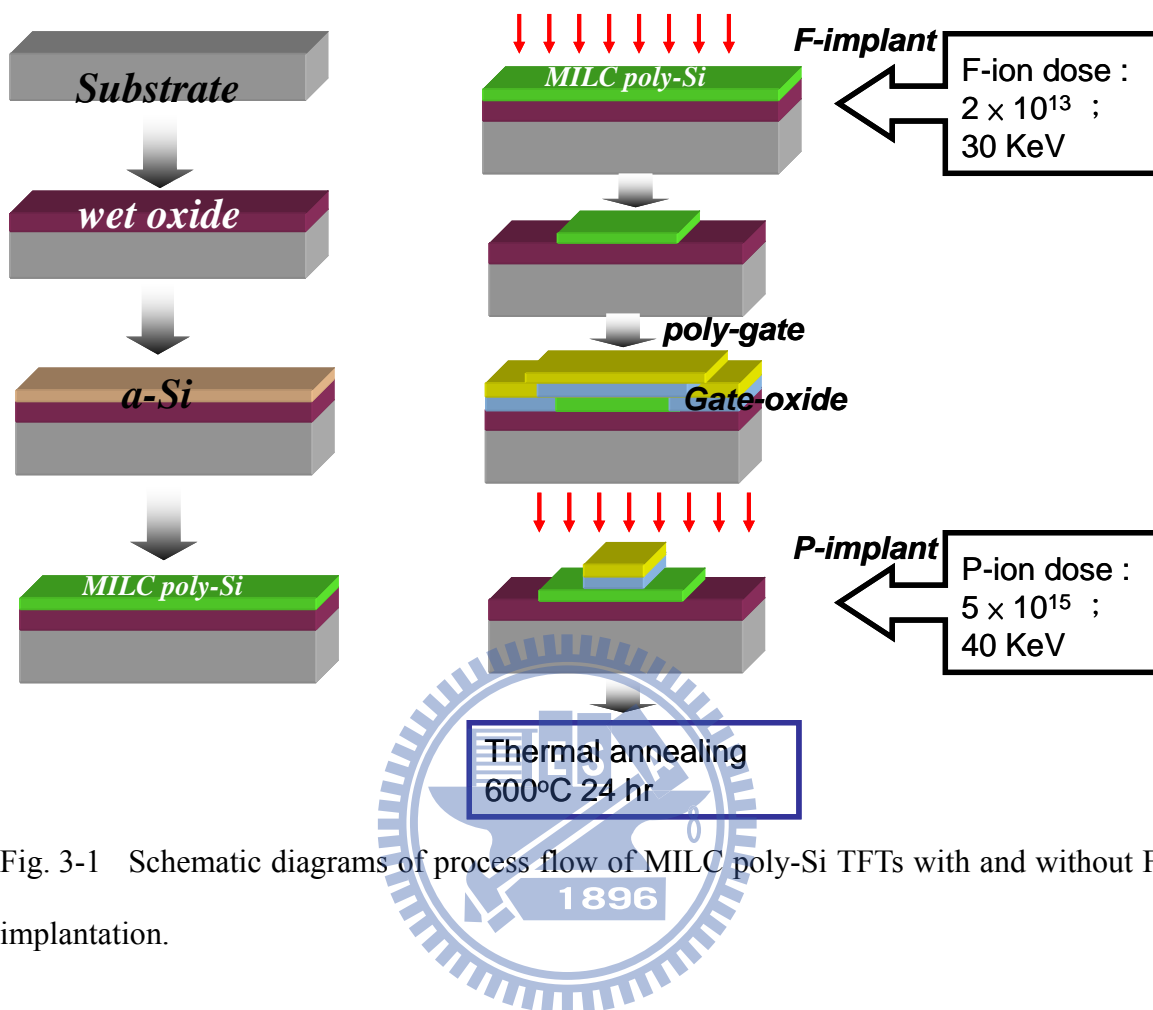 Substrate
wet oxide
a-Si
MILC poly-Si
F-implant
MILC poly-Si
F-ion dose :
2 x 10¹³ ;
30 KeV
poly-gate
Gate-oxide
P-implant
P-ion dose :
5 x 10¹⁵ ;
40 KeV
Thermal annealing
600°C 24 hr
ES
1896
Fig. 3-1 Schematic diagrams of process flow of MILC poly-Si TFTs with and without F
implantation.